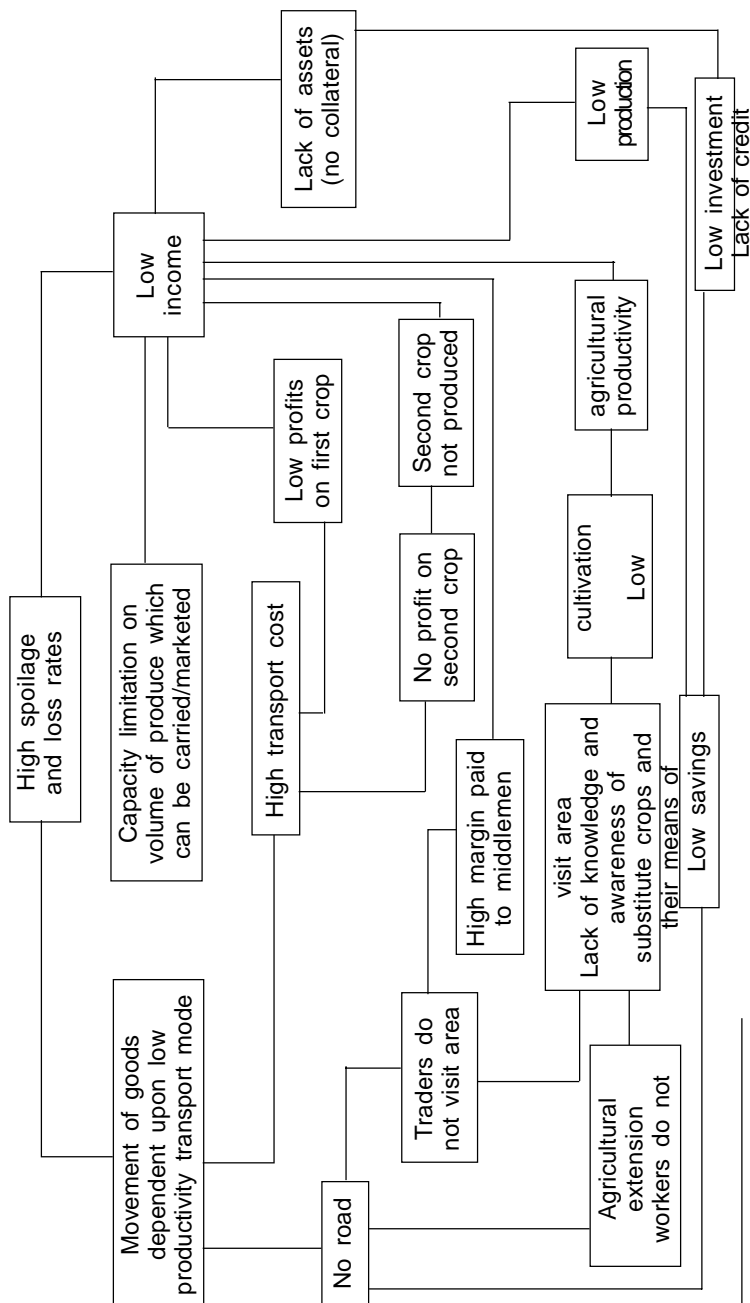 High spoilage
and loss rates
Movement of goods
dependent upon low
productivity transport mode
Capacity limitation on
volume of produce which
can be carried/marketed
Low
income
Lack of assets
(no collateral)
High transport cost
Low profits
on first crop
No road
Traders do
not visit area
No profit on
second crop
Second crop
not produced
High margin paid
to middlemen
Low
production
Agricultural
extension
workers do not
visit area
Lack of knowledge and
awareness of
substitute crops and
their means of
cultivation
Low
agricultural
productivity
Low savings
Low investment
Lack of credit